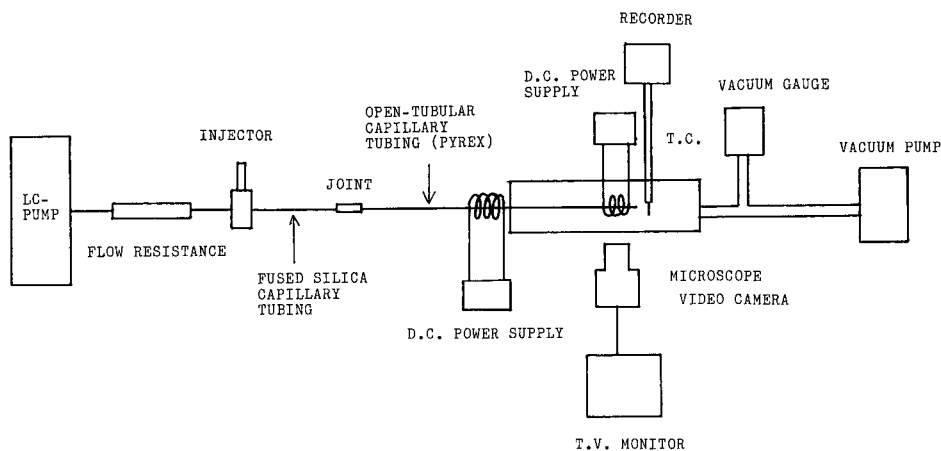 RECORDER
D.C. POWER
SUPPLY
VACUUM GAUGE
OPEN-TUBULAR
CAPILLARY
TUBING (PYREX)
T.C.
INJECTOR
VACUUM PUMP
JOINT
LC-
PUMP
FLOW RESISTANCE
FUSED SILICA
CAPILLARY
TUBING
MICROSCOPE
VIDEO CAMERA
D.C. POWER SUPPLY
T.V. MONITOR